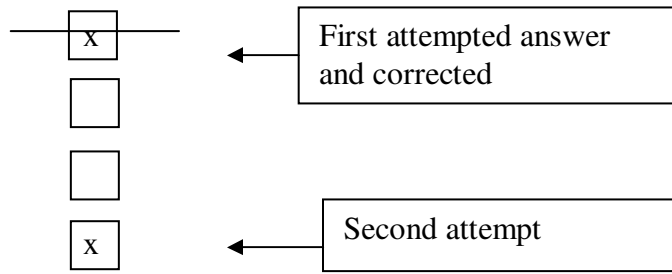 x
First attempted answer
and corrected
x
Second attempt